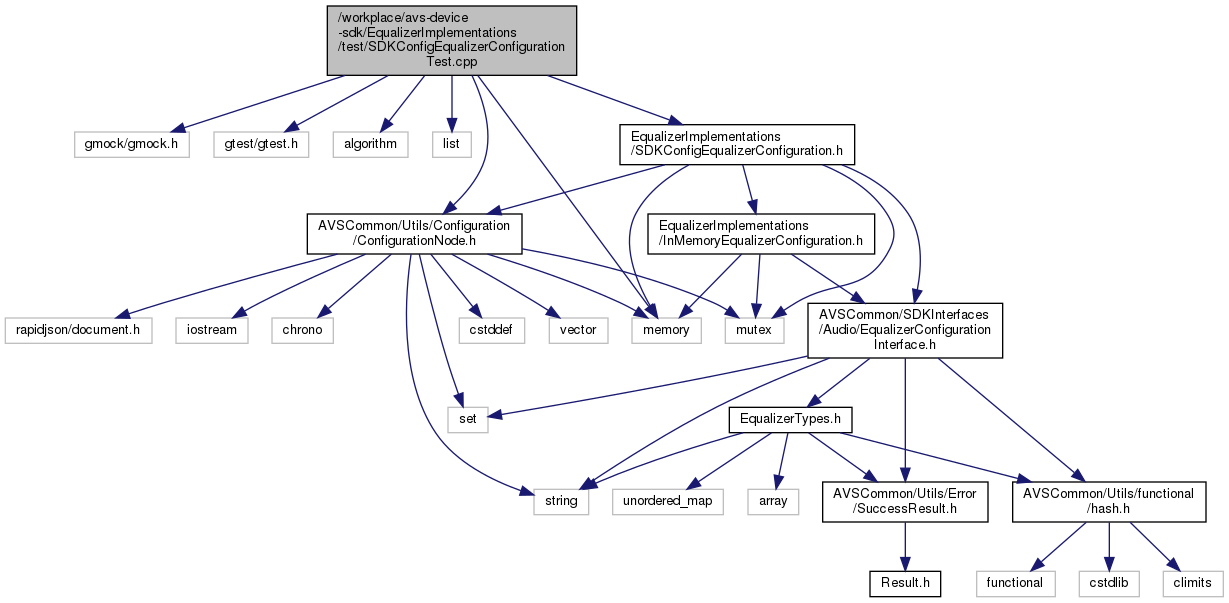 /workplace/avs-device
-sdk/EqualizerImplementations
/test/SDKConfigEqualizerConfiguration
Test.cpp
gmock/gmock.h
gtest/gtest.h
algorithm
list
EqualizerImplementations
/SDKConfigEqualizerConfiguration.h
AVSCommon/Utils/Configuration
/ConfigurationNode.h
EqualizerImplementations
/InMemoryEqualizerConfiguration.h
rapidjson/document.h
iostream
chrono
cstddef
vector
memory
mutex
AVSCommon/SDKInterfaces
/Audio/EqualizerConfiguration
Interface.h
set
EqualizerTypes.h
string
unordered_map
array
AVSCommon/Utils/Error
/SuccessResult.h
AVSCommon/Utils/functional
/hash.h
Result.h
functional
cstdlib
climits